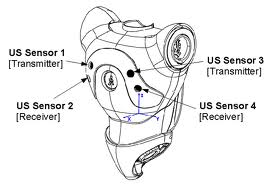 US Sensor 1
[Transmitter]
US Sensor 3
[Transmitter]
US Sensor 2
[Receiver]
US Sensor 4
[Receiver]
Z
X
Y